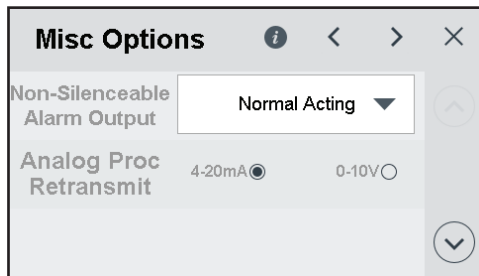 Misc Options
Non-Silenceable
Alarm Output
Normal Acting
Analog Proc
Retransmit
4-20mA
0-10V